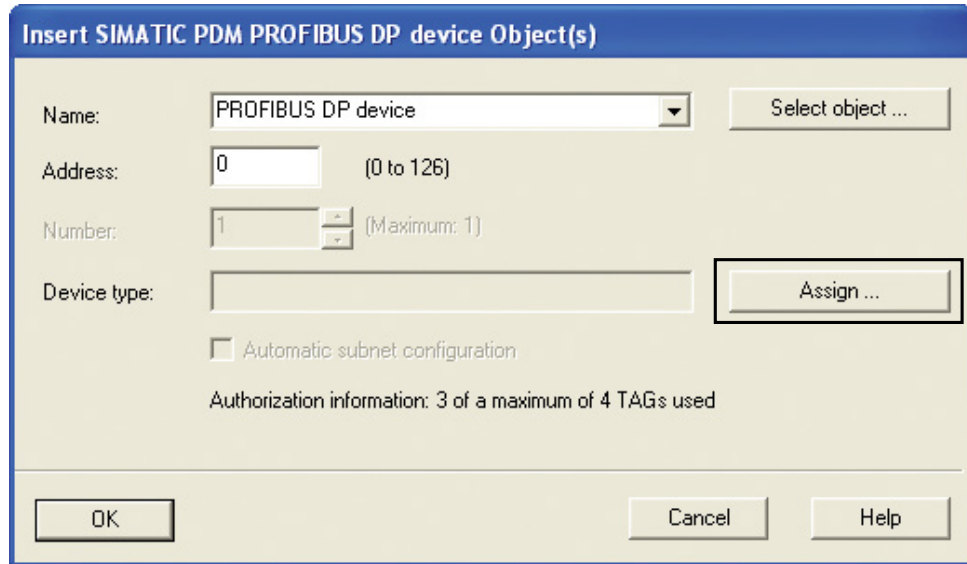 Insert SIMATIC PDM PROFIBUS DP device Object(s)
Name: PROFIBUS DP device Select object ...
Address: 0 (0 to 126)
Number: 1 (Maximum: 1)
Device type: Assign ...
Automatic subnet configuration
Authorization information: 3 of a maximum of 4 TAGs used
OK Cancel Help